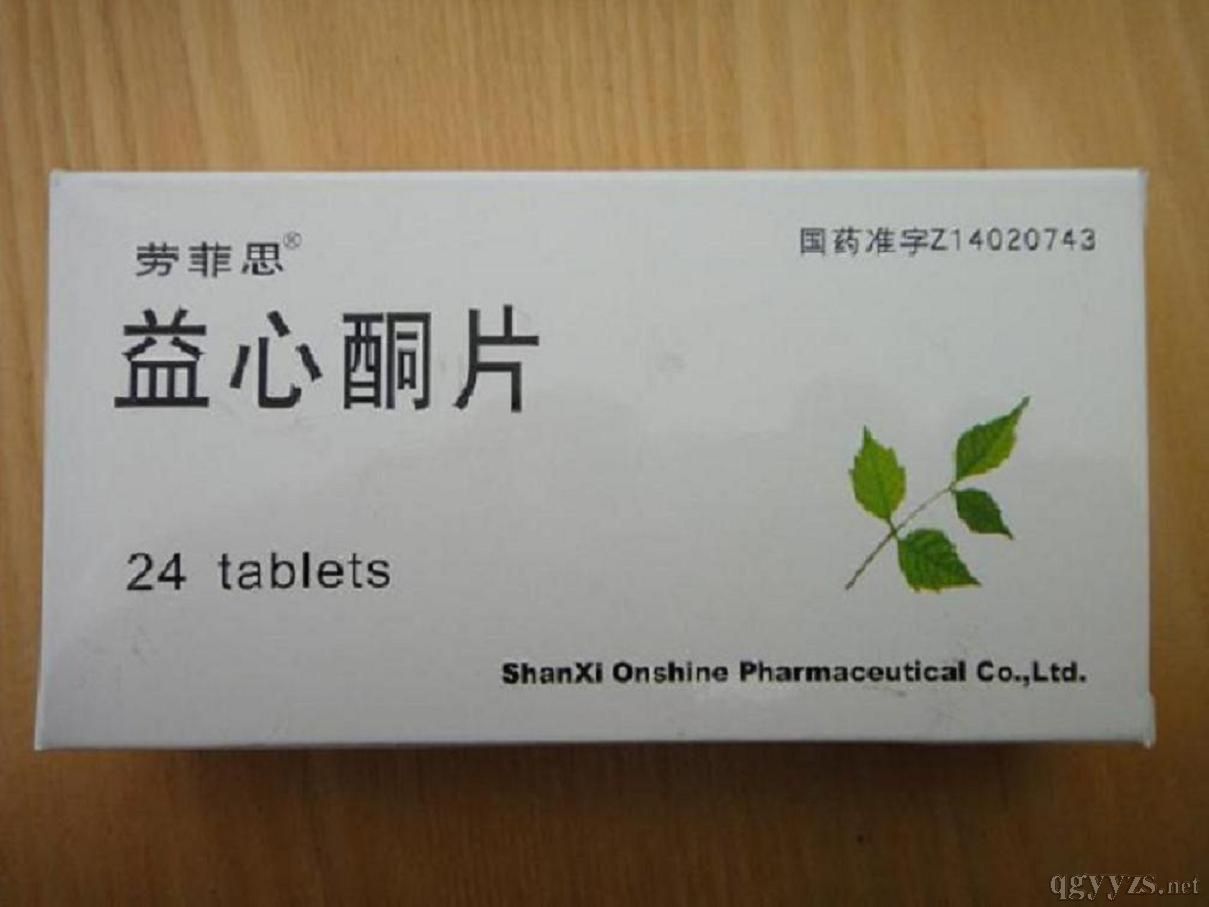 劳菲思®
国药准字Z14020743
益心酮片
24 tablets
ShanXi Onshine Pharmaceutical Co.,Ltd.
qgyyzs.net